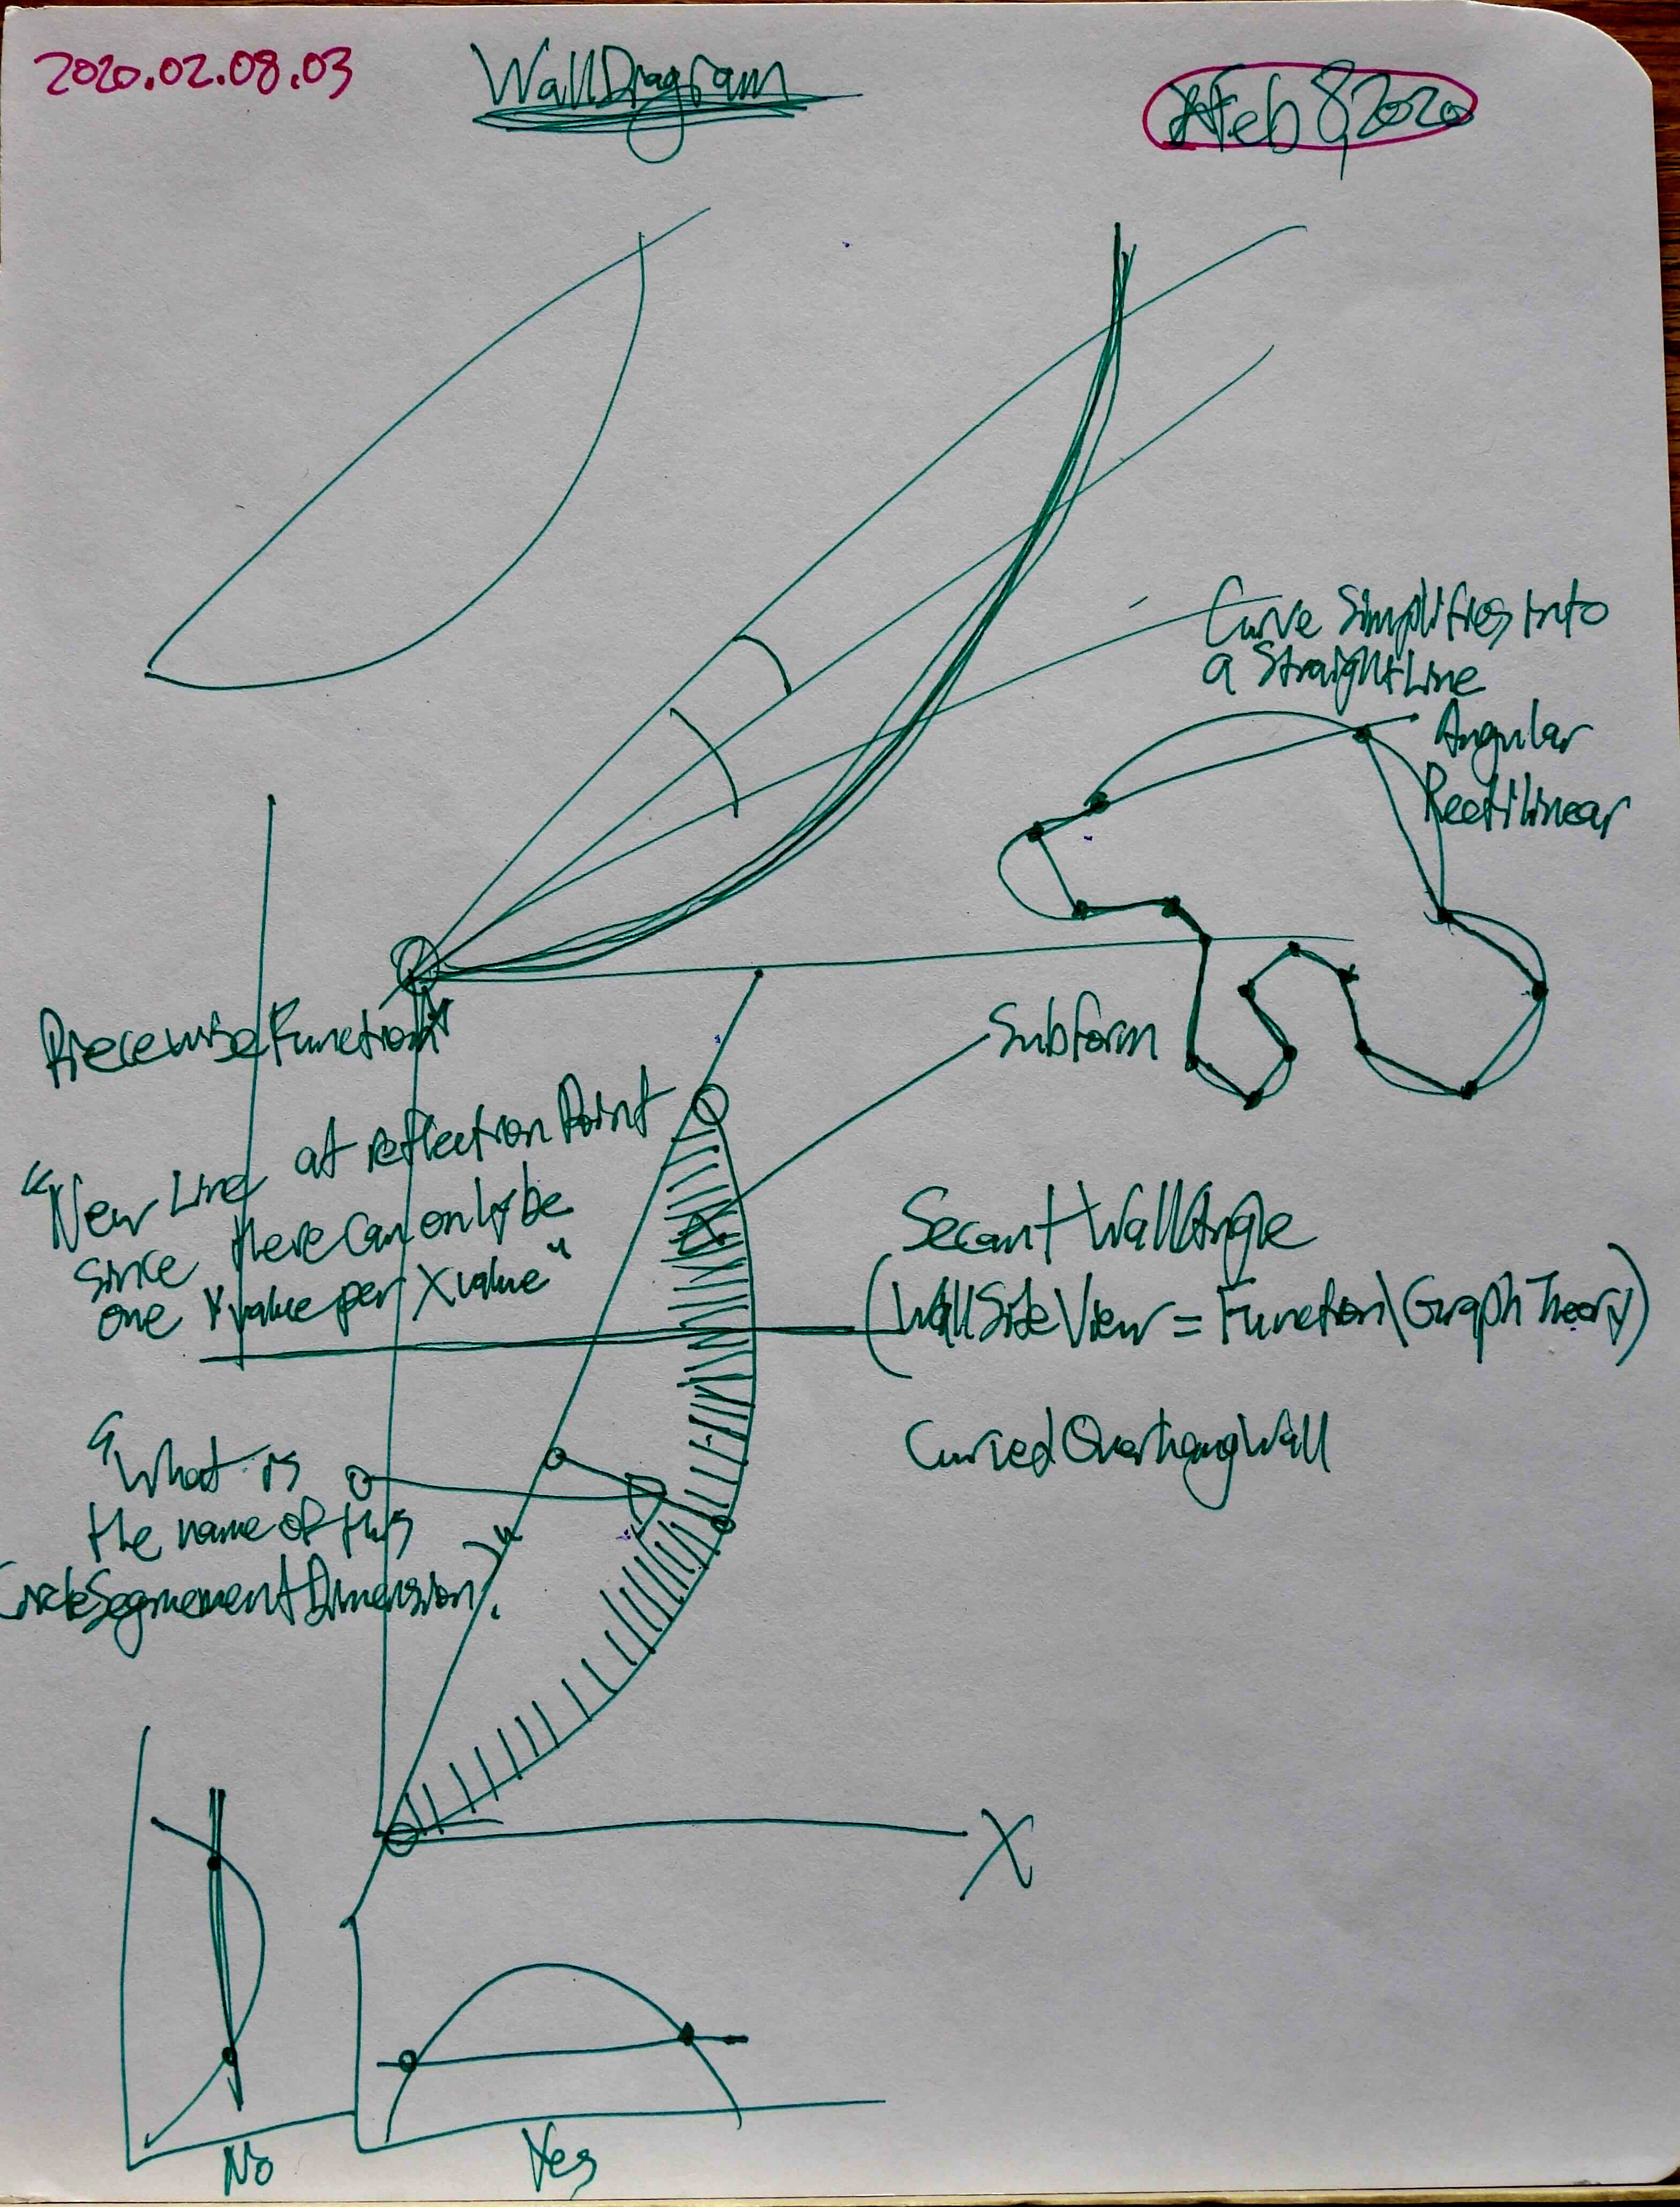 2020.02.08.03
WallDiagram
Feb 8, 2020
Curve Simplifies into
a Straight Line
Angular
Rectilinear
Piecewise Function
Subform
"New Line at reflection Point
since there can only be
one Y value per X value"
Secant Wall Angle
(Wall Side View = Function\Graph Theory)
Curved Overhang Wall
"What is
the name of this
Circle Segmement Dimension.
X
No
Yes